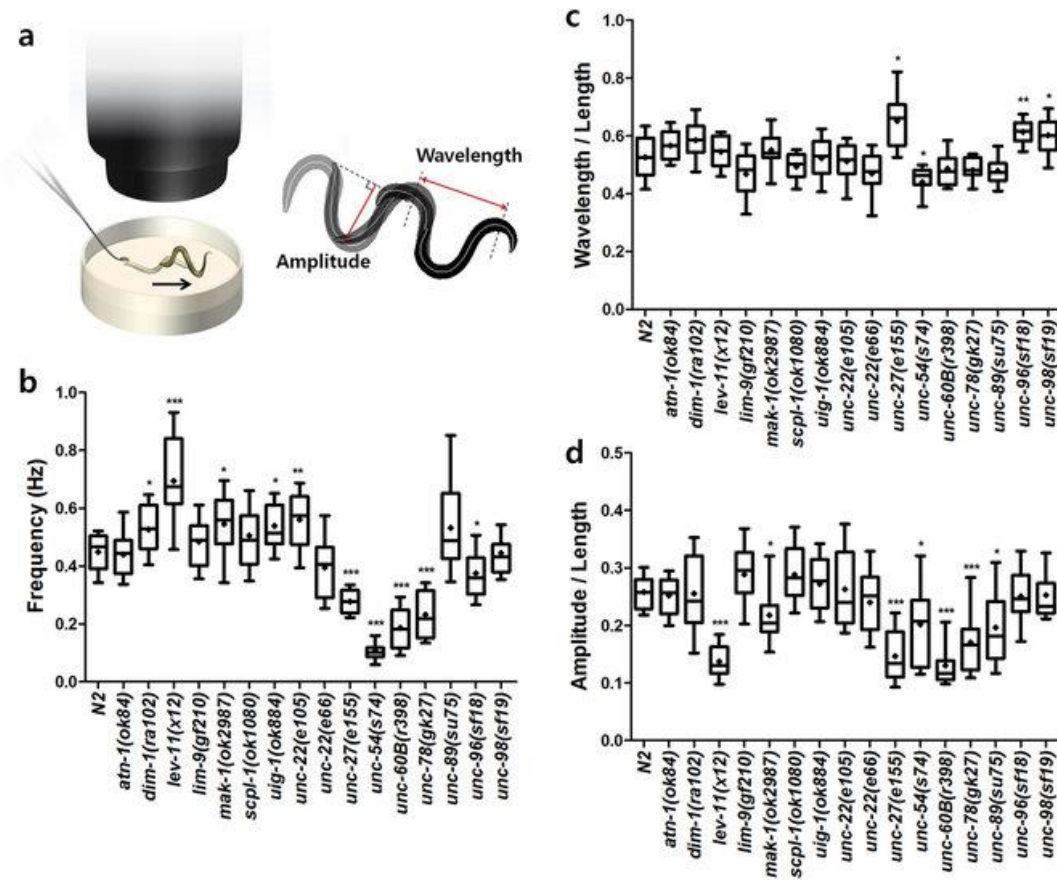 a
Wavelength
Amplitude
b
Frequency (Hz)
1.0
0.8
0.6
0.4
0.2
0.0
***
*
*
*
**
***
***
***
***
*
N2
atn-1(ok84)
dim-1(ra102)
lev-11(x12)
lim-9(gf210)
mak-1(ok2987)
scpl-1(ok1080)
uig-1(ok884)
unc-22(e105)
unc-22(e66)
unc-27(e155)
unc-54(s74)
unc-60B(r398)
unc-78(gk27)
unc-89(su75)
unc-96(sf18)
unc-98(sf19)
c
Wavelength / Length
1.0
0.8
0.6
0.4
0.2
0.0
*
*
**
*
N2
atn-1(ok84)
dim-1(ra102)
lev-11(x12)
lim-9(gf210)
mak-1(ok2987)
scpl-1(ok1080)
uig-1(ok884)
unc-22(e105)
unc-22(e66)
unc-27(e155)
unc-54(s74)
unc-60B(r398)
unc-78(gk27)
unc-89(su75)
unc-96(sf18)
unc-98(sf19)
d
Amplitude / Length
0.5
0.4
0.3
0.2
0.1
0.0
***
*
***
*
***
***
*
N2
atn-1(ok84)
dim-1(ra102)
lev-11(x12)
lim-9(gf210)
mak-1(ok2987)
scpl-1(ok1080)
uig-1(ok884)
unc-22(e105)
unc-22(e66)
unc-27(e155)
unc-54(s74)
unc-60B(r398)
unc-78(gk27)
unc-89(su75)
unc-96(sf18)
unc-98(sf19)